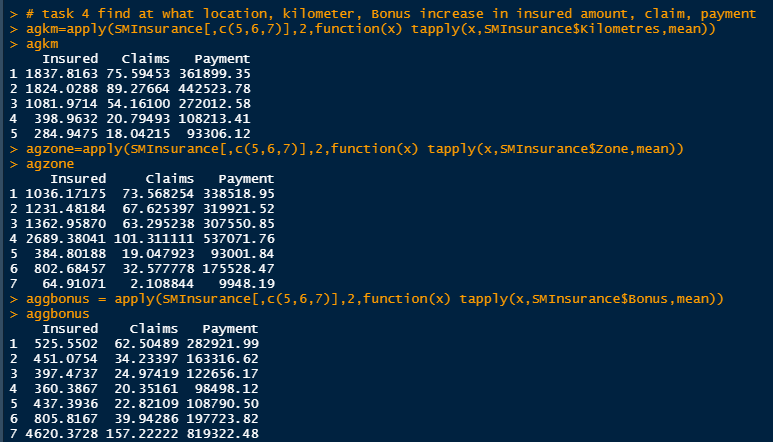 > # task 4 find at what location, kilometer, Bonus increase in insured amount, claim, payment
> agkm=apply(SMInsurance[,c(5,6,7)],2,function(x) tapply(x,SMInsurance$Kilometres,mean))
> agkm
Insured Claims Payment
1 1837.8163 75.59453 361899.35
2 1824.0288 89.27664 442523.78
3 1081.9714 54.16100 272012.58
4 398.9632 20.79493 108213.41
5 284.9475 18.04215 93306.12
> agzone=apply(SMInsurance[,c(5,6,7)],2,function(x) tapply(x,SMInsurance$Zone,mean))
> agzone
Insured Claims Payment
1 1036.17175 73.568254 338518.95
2 1231.48184 67.625397 319921.52
3 1362.95870 63.295238 307550.85
4 2689.38041 101.311111 537071.76
5 384.80188 19.047923 93001.84
6 802.68457 32.577778 175528.47
7 64.91071 2.108844 9948.19
> aggbonus = apply(SMInsurance[,c(5,6,7)],2,function(x) tapply(x,SMInsurance$Bonus,mean))
> aggbonus
Insured Claims Payment
1 525.5502 62.50489 282921.99
2 451.0754 34.23397 163316.62
3 397.4737 24.97419 122656.17
4 360.3867 20.35161 98498.12
5 437.3936 22.82109 108790.50
6 805.8167 39.94286 197723.82
7 4620.3728 157.22222 819322.48